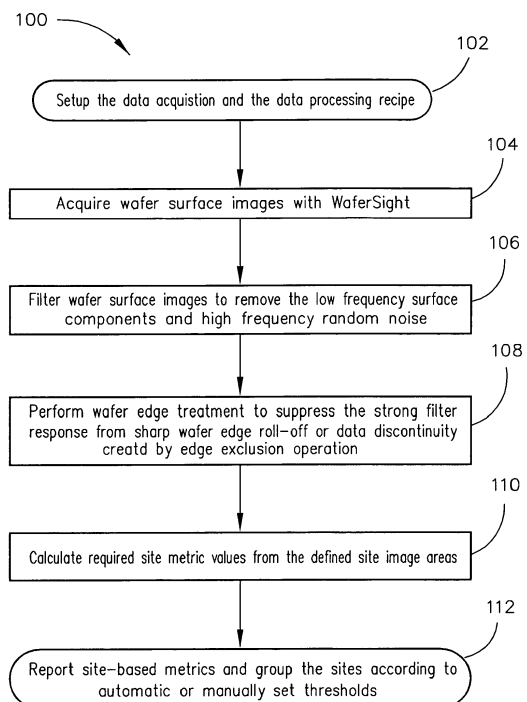 100
102
Setup the data acquistion and the data processing recipe
104
Acquire wafer surface images with WaferSight
106
Filter wafer surface images to remove the low frequency surface
components and high frequency random noise
108
Perform wafer edge treatment to suppress the strong filter
response from sharp wafer edge roll-off or data discontinuity
creatd by edge exclusion operation
110
Calculate required site metric values from the defined site image areas
112
Report site-based metrics and group the sites according to
automatic or manually set thresholds